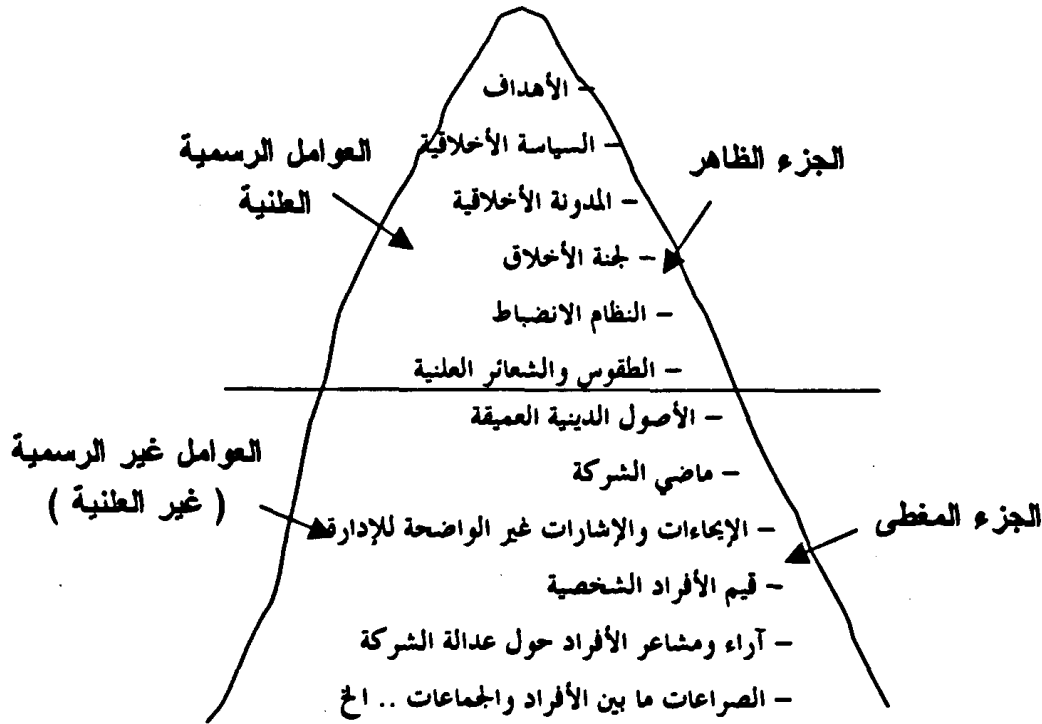 – الأهداف
– السياسة الأخلاقية
العوامل الرسمية
العلنية
الجزء الظاهر
– المدونة الأخلاقية
– لجنة الأخلاق
– النظام الانضباط
– الطقوس والشعائر العلنية
– الأصول الدينية العميقة
العوامل غير الرسمية
( غير العلنية )
– ماضي الشركة
الجزء المغطى
– الإيحاءات والإشارات غير الواضحة للإدارة
– قيم الأفراد الشخصية
– آراء ومشاعر الأفراد حول عدالة الشركة
– الصراعات ما بين الأفراد والجماعات .. الخ